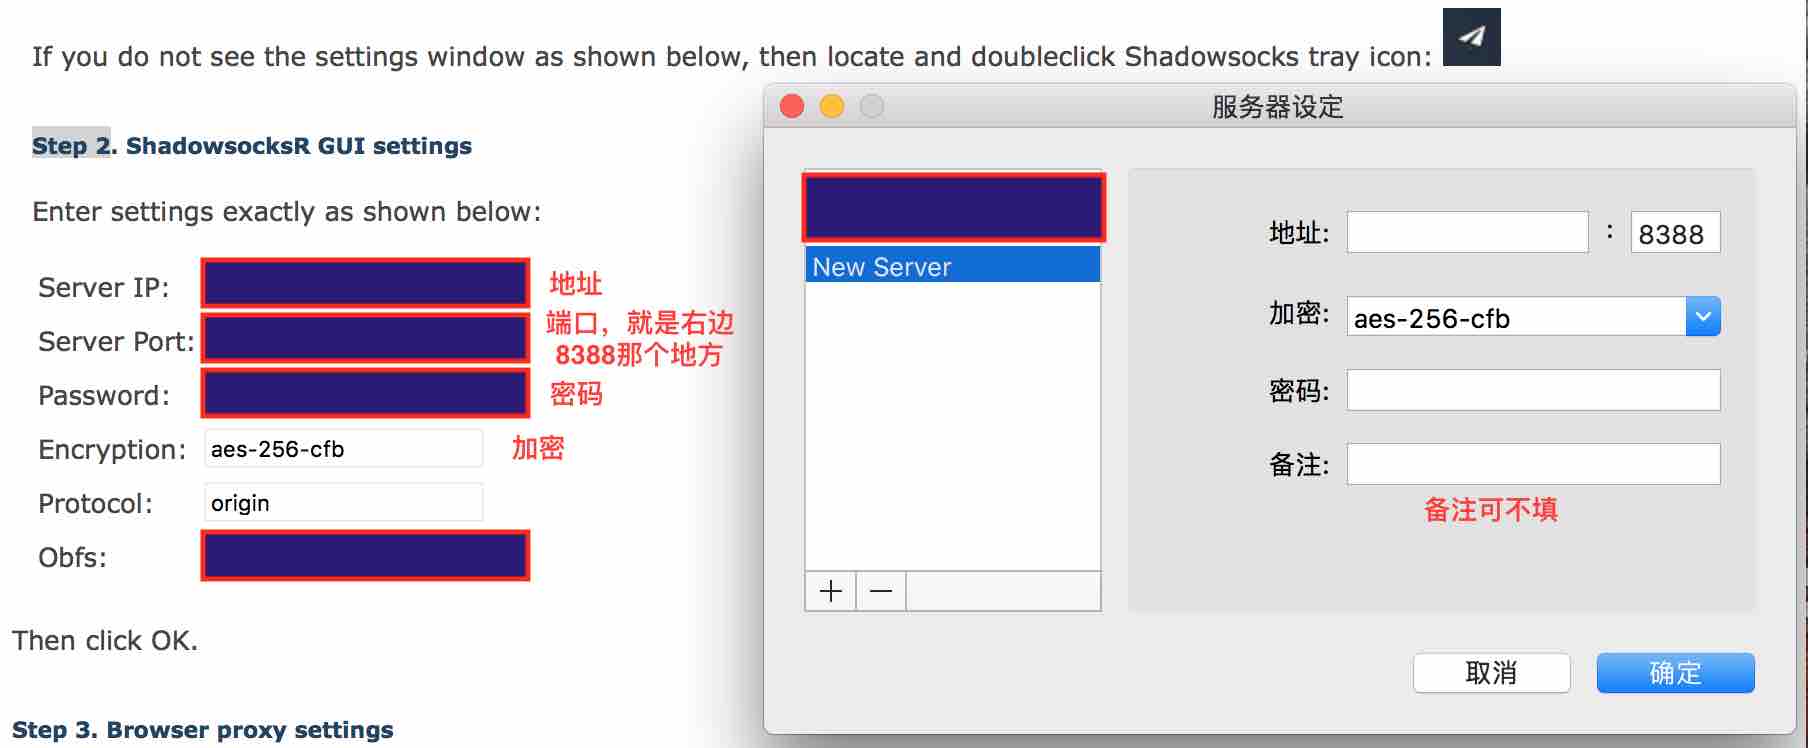 If you do not see the settings window as shown below, then locate and doubleclick Shadowsocks tray icon:
Step 2. ShadowsocksR GUI settings
Enter settings exactly as shown below:
Server IP: 地址
Server Port: 端口，就是右边
8388那个地方
Password: 密码
Encryption: aes-256-cfb 加密
Protocol: origin
Obfs:
Then click OK.
Step 3. Browser proxy settings
服务器设定
New Server
地址: : 8388
加密: aes-256-cfb
密码:
备注:
备注可不填
+ −
取消 确定